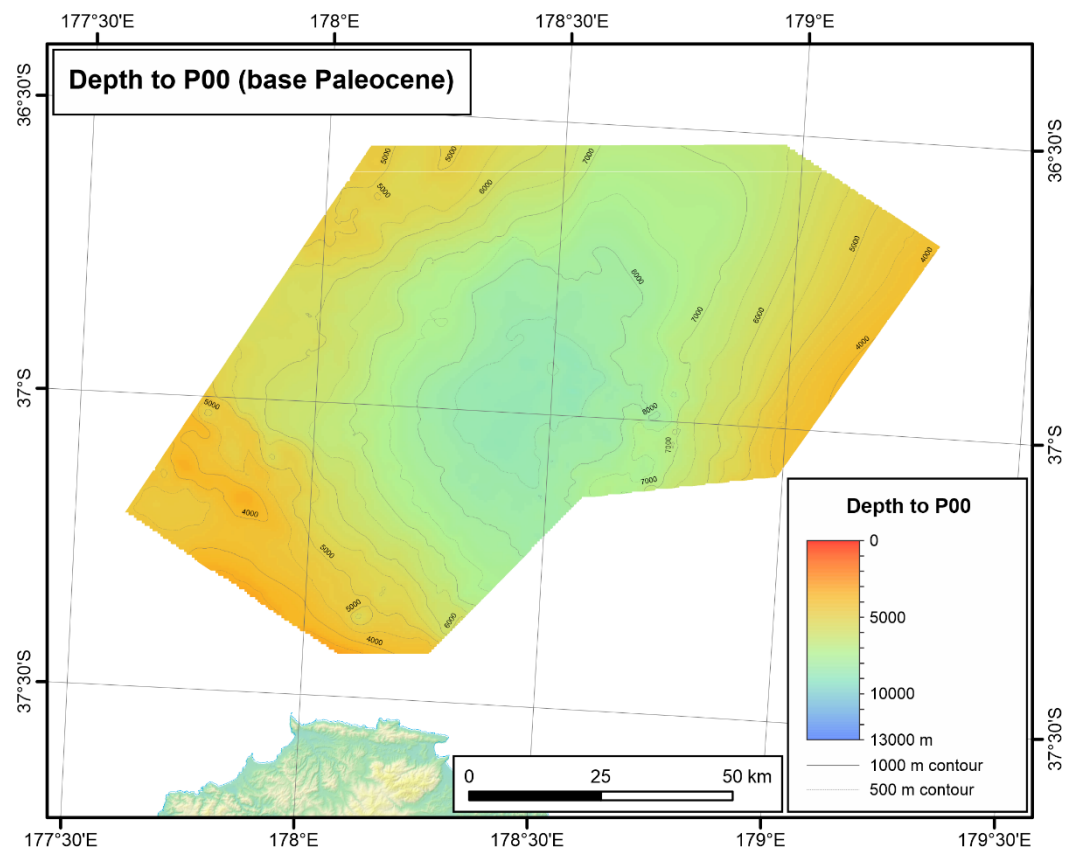 177°30'E 178°E 178°30'E 179°E
Depth to P00 (base Paleocene)
36°30'S
36°30'S
5000
5000
7000
5000
6000
5000
4000
8000
7000
6000
4000
37°S
5000
8000
7000
37°S
7000
4000
5000
5000
6000
4000
Depth to P00
0
5000
10000
13000 m
1000 m contour
500 m contour
37°30'S
37°30'S
0 25 50 km
177°30'E 178°E 178°30'E 179°E 179°30'E